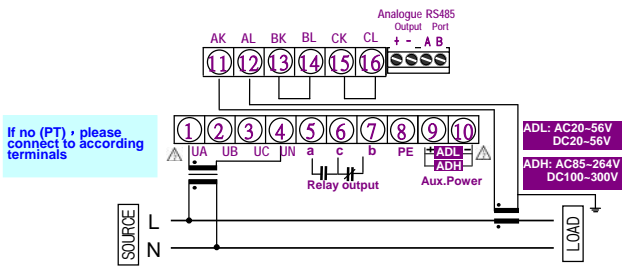 Analogue RS485
Output Port
+ - _ A B
AK AL BK BL CK CL
11 12 13 14 15 16
If no (PT)，please
connect to according
terminals
1 2 3 4 5 6 7 8 9 10
UA UB UC UN a c b PE + ADL -
ADH
Relay output
Aux.Power
ADL: AC20~56V
DC20~56V
ADH: AC85~264V
DC100~300V
SOURCE
L
N
LOAD